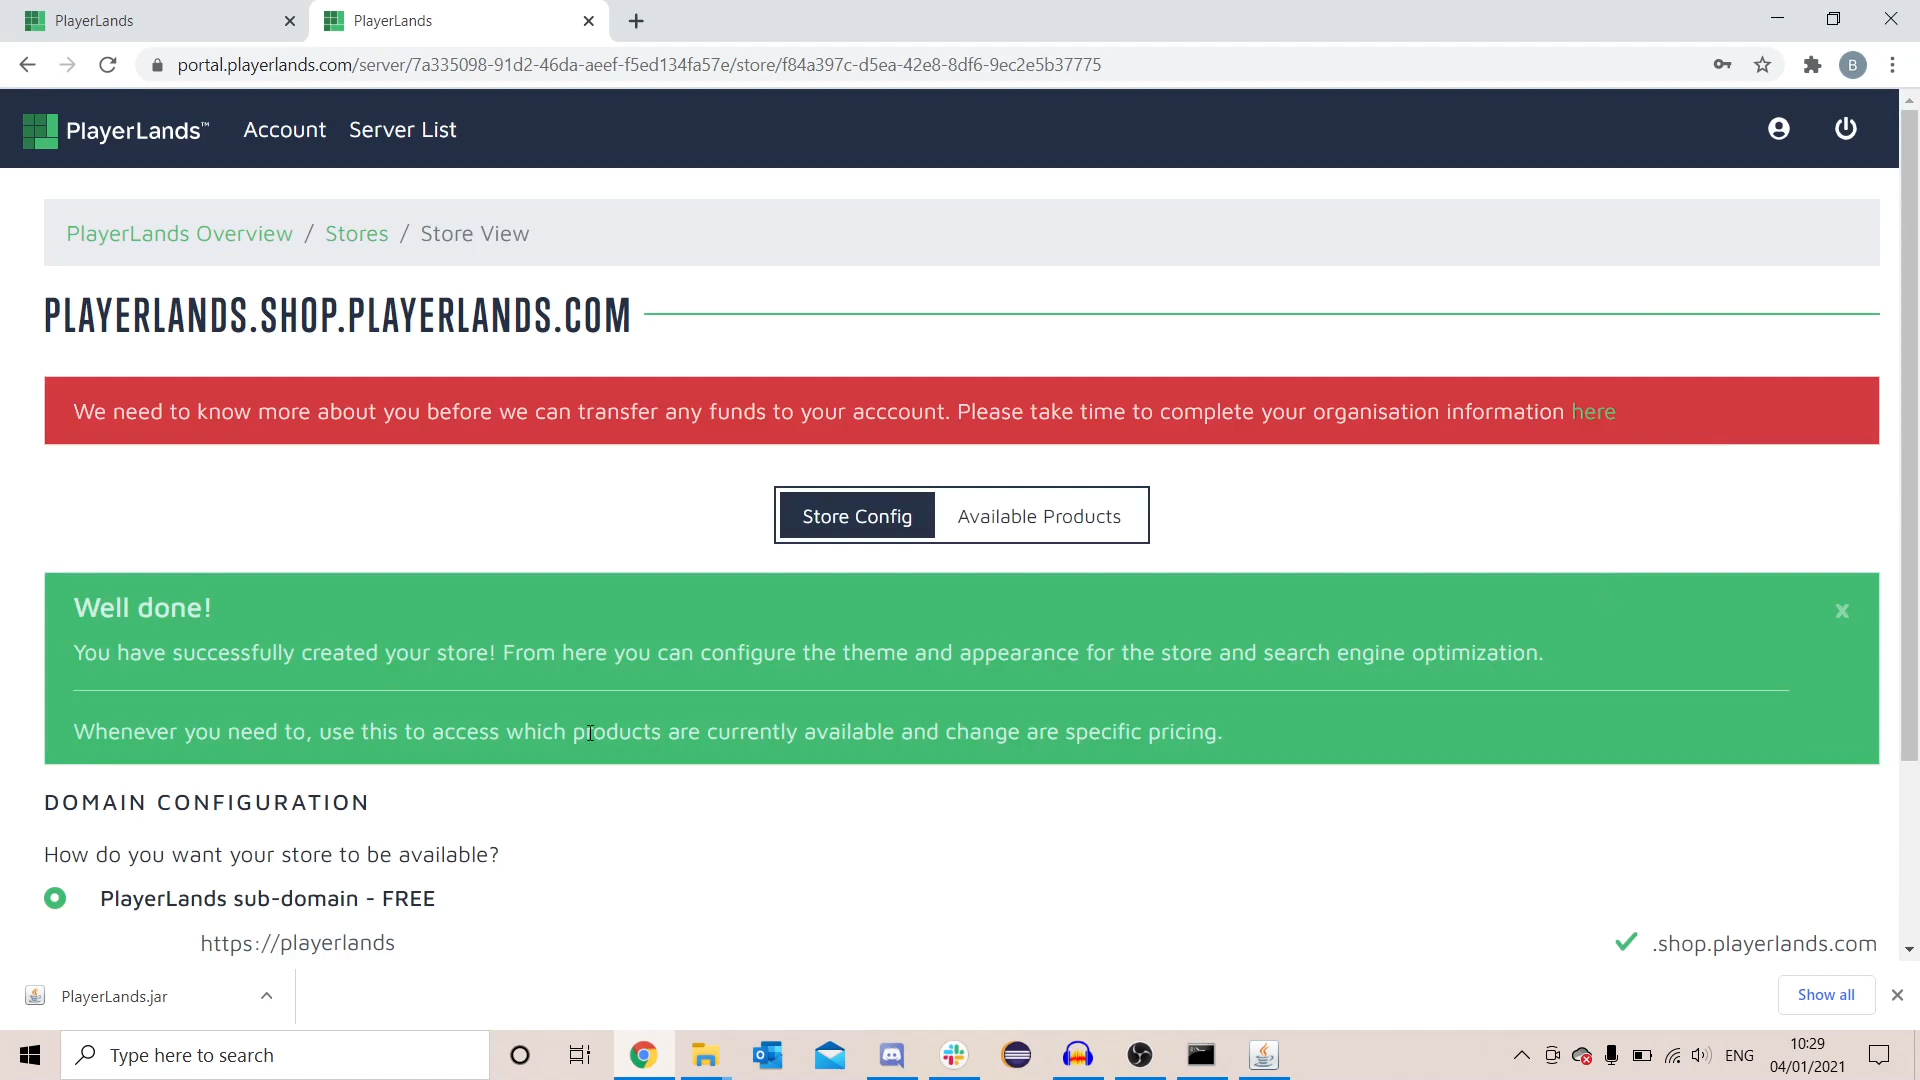 PlayerLands
PlayerLands
portal.playerlands.com/server/7a335098-91d2-46da-aeef-f5ed134fa57e/store/f84a397c-d5ea-42e8-8df6-9ec2e5b37775
B
PlayerLands™ Account Server List
PlayerLands Overview / Stores / Store View
PLAYERLANDS.SHOP.PLAYERLANDS.COM
We need to know more about you before we can transfer any funds to your acccount. Please take time to complete your organisation information here
Store Config Available Products
Well done!
x
You have successfully created your store! From here you can configure the theme and appearance for the store and search engine optimization.
Whenever you need to, use this to access which products are currently available and change are specific pricing.
DOMAIN CONFIGURATION
How do you want your store to be available?
PlayerLands sub-domain - FREE
https://playerlands .shop.playerlands.com
PlayerLands.jar Show all
Type here to search
ENG
10:29
04/01/2021